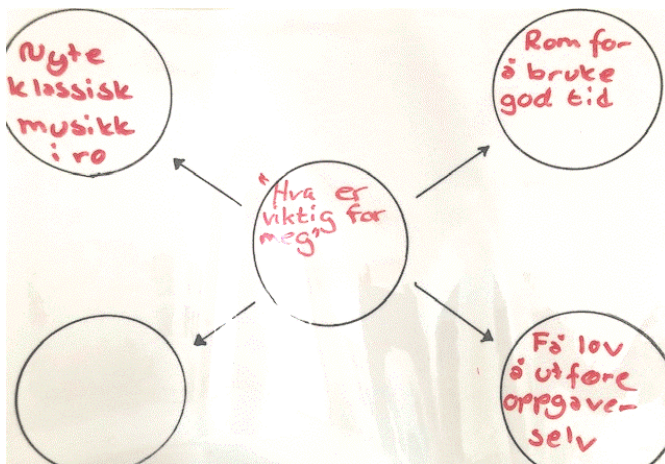 Nyte
klassisk
musikk
i ro
Rom for
å bruke
god tid
"Hva er
viktig for
meg"
Få lov
å utføre
oppgaver
selv